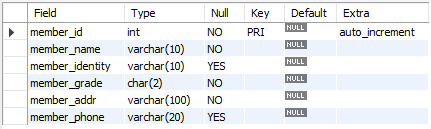 Field Type Null Key Default Extra
member_id int NO PRI NULL auto_increment
member_name varchar(10) NO NULL
member_identity varchar(10) YES NULL
member_grade char(2) NO NULL
member_addr varchar(100) NO NULL
member_phone varchar(20) YES NULL